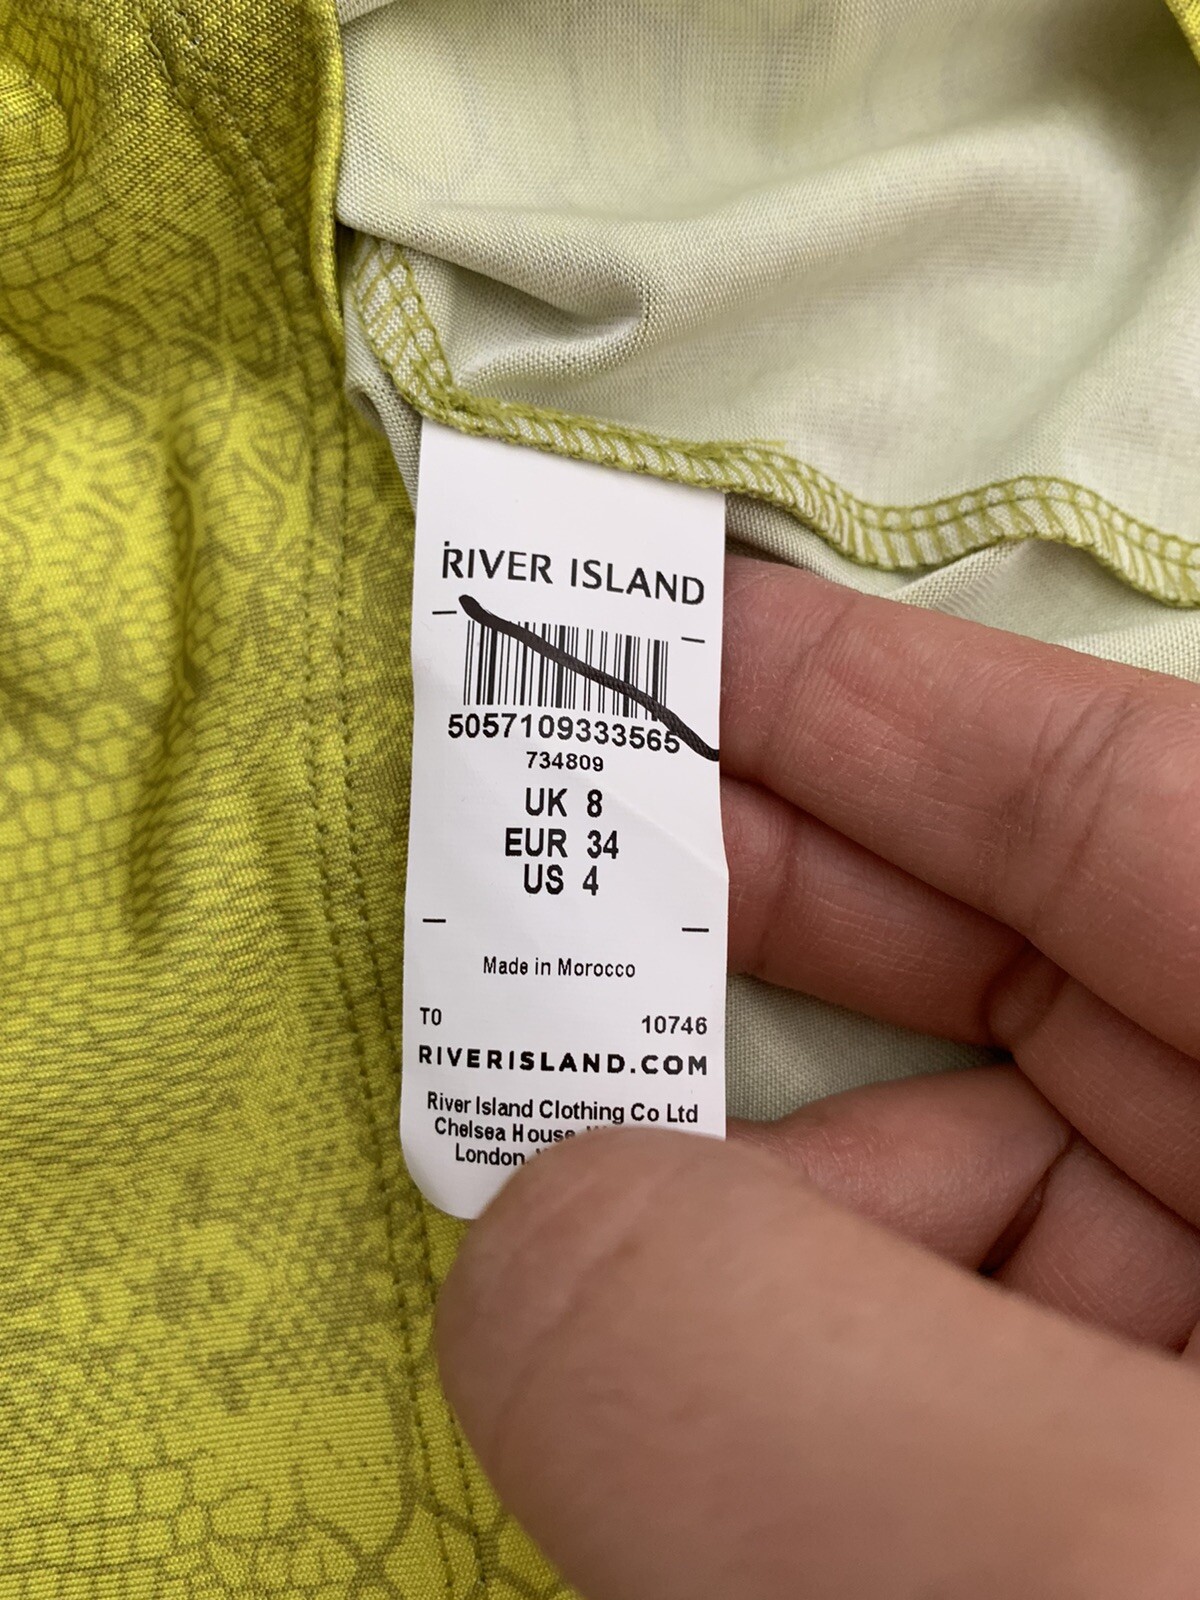 RIVER ISLAND
5057109333565
734809
UK 8
EUR 34
US 4
Made in Morocco
TO 10746
RIVERISLAND.COM
River Island Clothing Co Ltd
Chelsea House
London